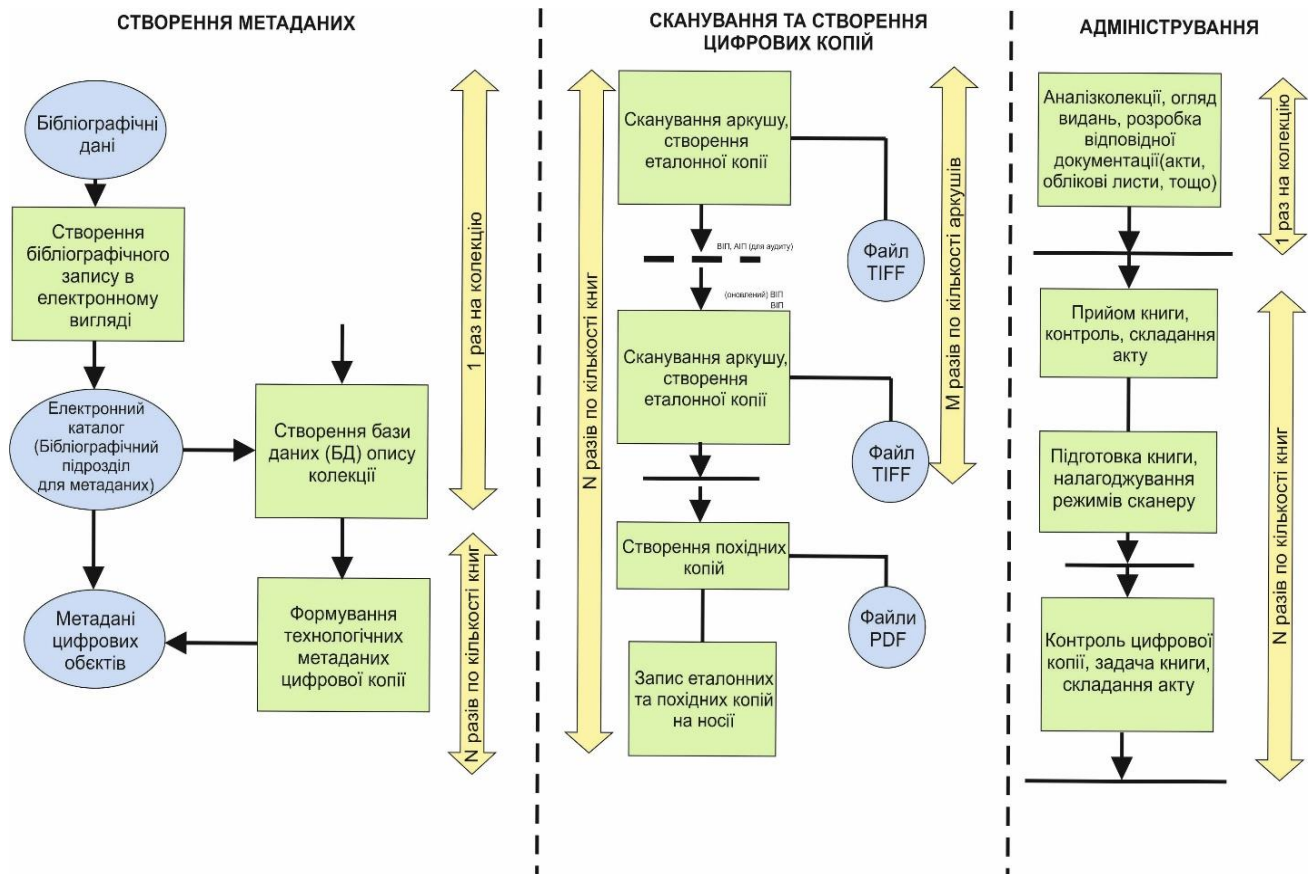 СТВОРЕННЯ МЕТАДАНИХ
Бібліографічні
дані
Створення
бібліографічного
запису в
електронному
вигляді
Електронний
каталог
(Бібліографічний
підрозділ
для метаданих)
Створення бази
даних (БД) опису
колекції
Метадані
цифрових
обєктів
Формування
технологічних
метаданих
цифрової копії
1 раз на колекцію
N разів по кількості книг
СКАНУВАННЯ ТА СТВОРЕННЯ
ЦИФРОВИХ КОПІЙ
N разів по кількості книг
Сканування аркушу,
створення
еталонної копії
Файл
TIFF
ВІП, АІП (для аудиту)
(оновлений) ВІП
ВІП
Сканування аркушу,
створення
еталонної копії
Файл
TIFF
Створення похідних
копій
Файли
PDF
Запис еталонних
та похідних копій
на носії
М разів по кількості аркушів
АДМІНІСТРУВАННЯ
Аналізколекції, огляд
видань, розробка
відповідної
документації(акти,
облікові листи, тощо)
1 раз на колекцію
Прийом книги,
контроль, складання
акту
Підготовка книги,
налагоджування
режимів сканеру
Контроль цифрової
копії, здача книги,
складання акту
N разів по кількості книг